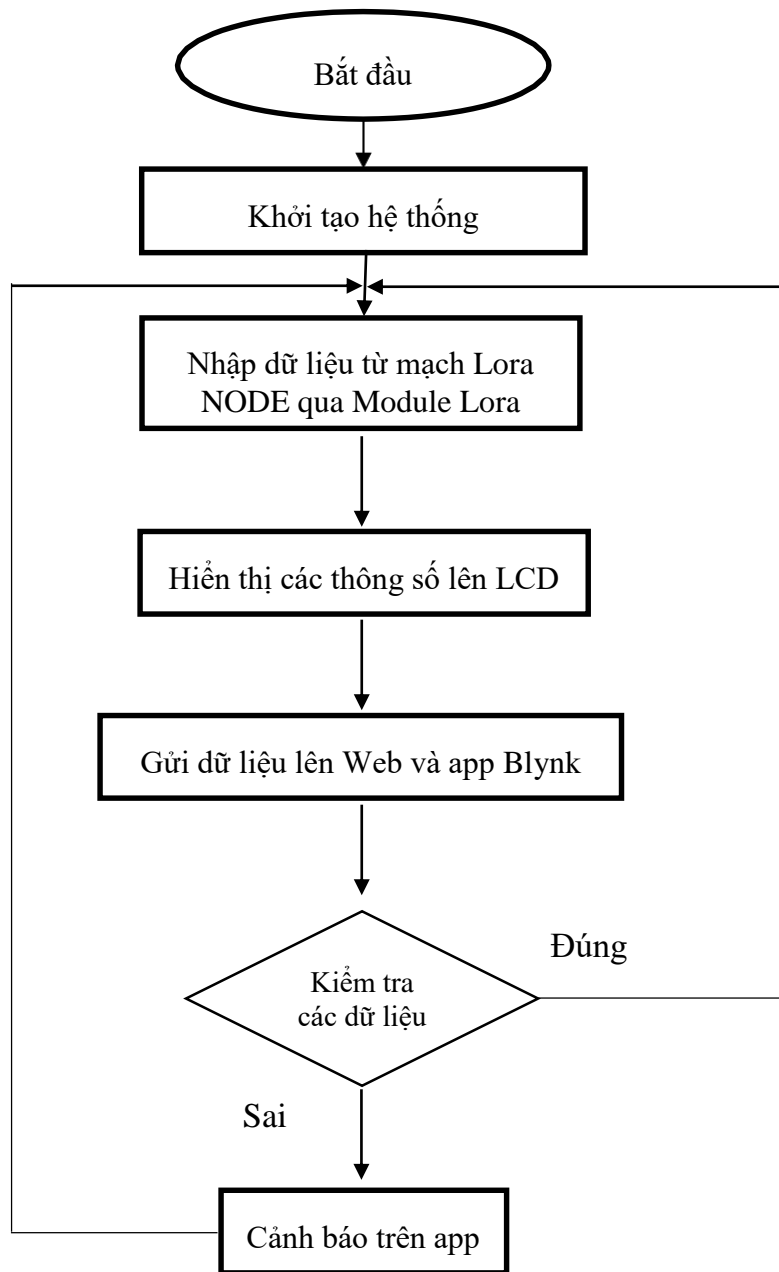 Bắt đầu
Khởi tạo hệ thống
Nhập dữ liệu từ mạch Lora
NODE qua Module Lora
Hiển thị các thông số lên LCD
Gửi dữ liệu lên Web và app Blynk
Đúng
Kiểm tra
các dữ liệu
Sai
Cảnh báo trên app